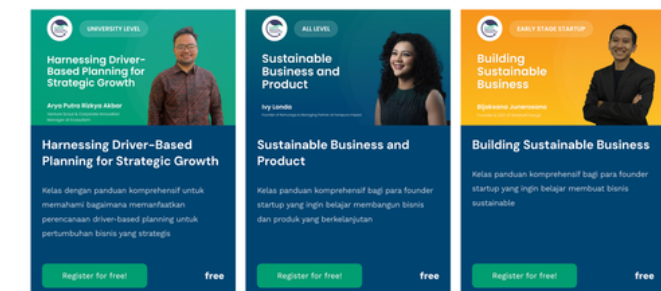 UNIVERSITY LEVEL
Harnessing Driver-
Based Planning for
Strategic Growth
Arya Putra Rizkya Akbar
Harnessing Driver-Based
Planning for Strategic Growth
Kelas dengan panduan komprehensif untuk
memahami bagaimana memanfaatkan
perencanaan driver-based planning untuk
pertumbuhan bisnis yang strategis
Register for free!
free
ALL LEVEL
Sustainable
Business and
Product
Ivy Londa
Sustainable Business and
Product
Kelas panduan komprehensif bagi para founder
startup yang ingin belajar membangun bisnis
dan produk yang berkelanjutan
Register for free!
free
EARLY STAGE STARTUP
Building
Sustainable
Business
Bijaksana Junerosano
Building Sustainable Business
Kelas panduan komprehensif bagi para founder
startup yang ingin belajar membuat bisnis
sustainable
Register for free!
free